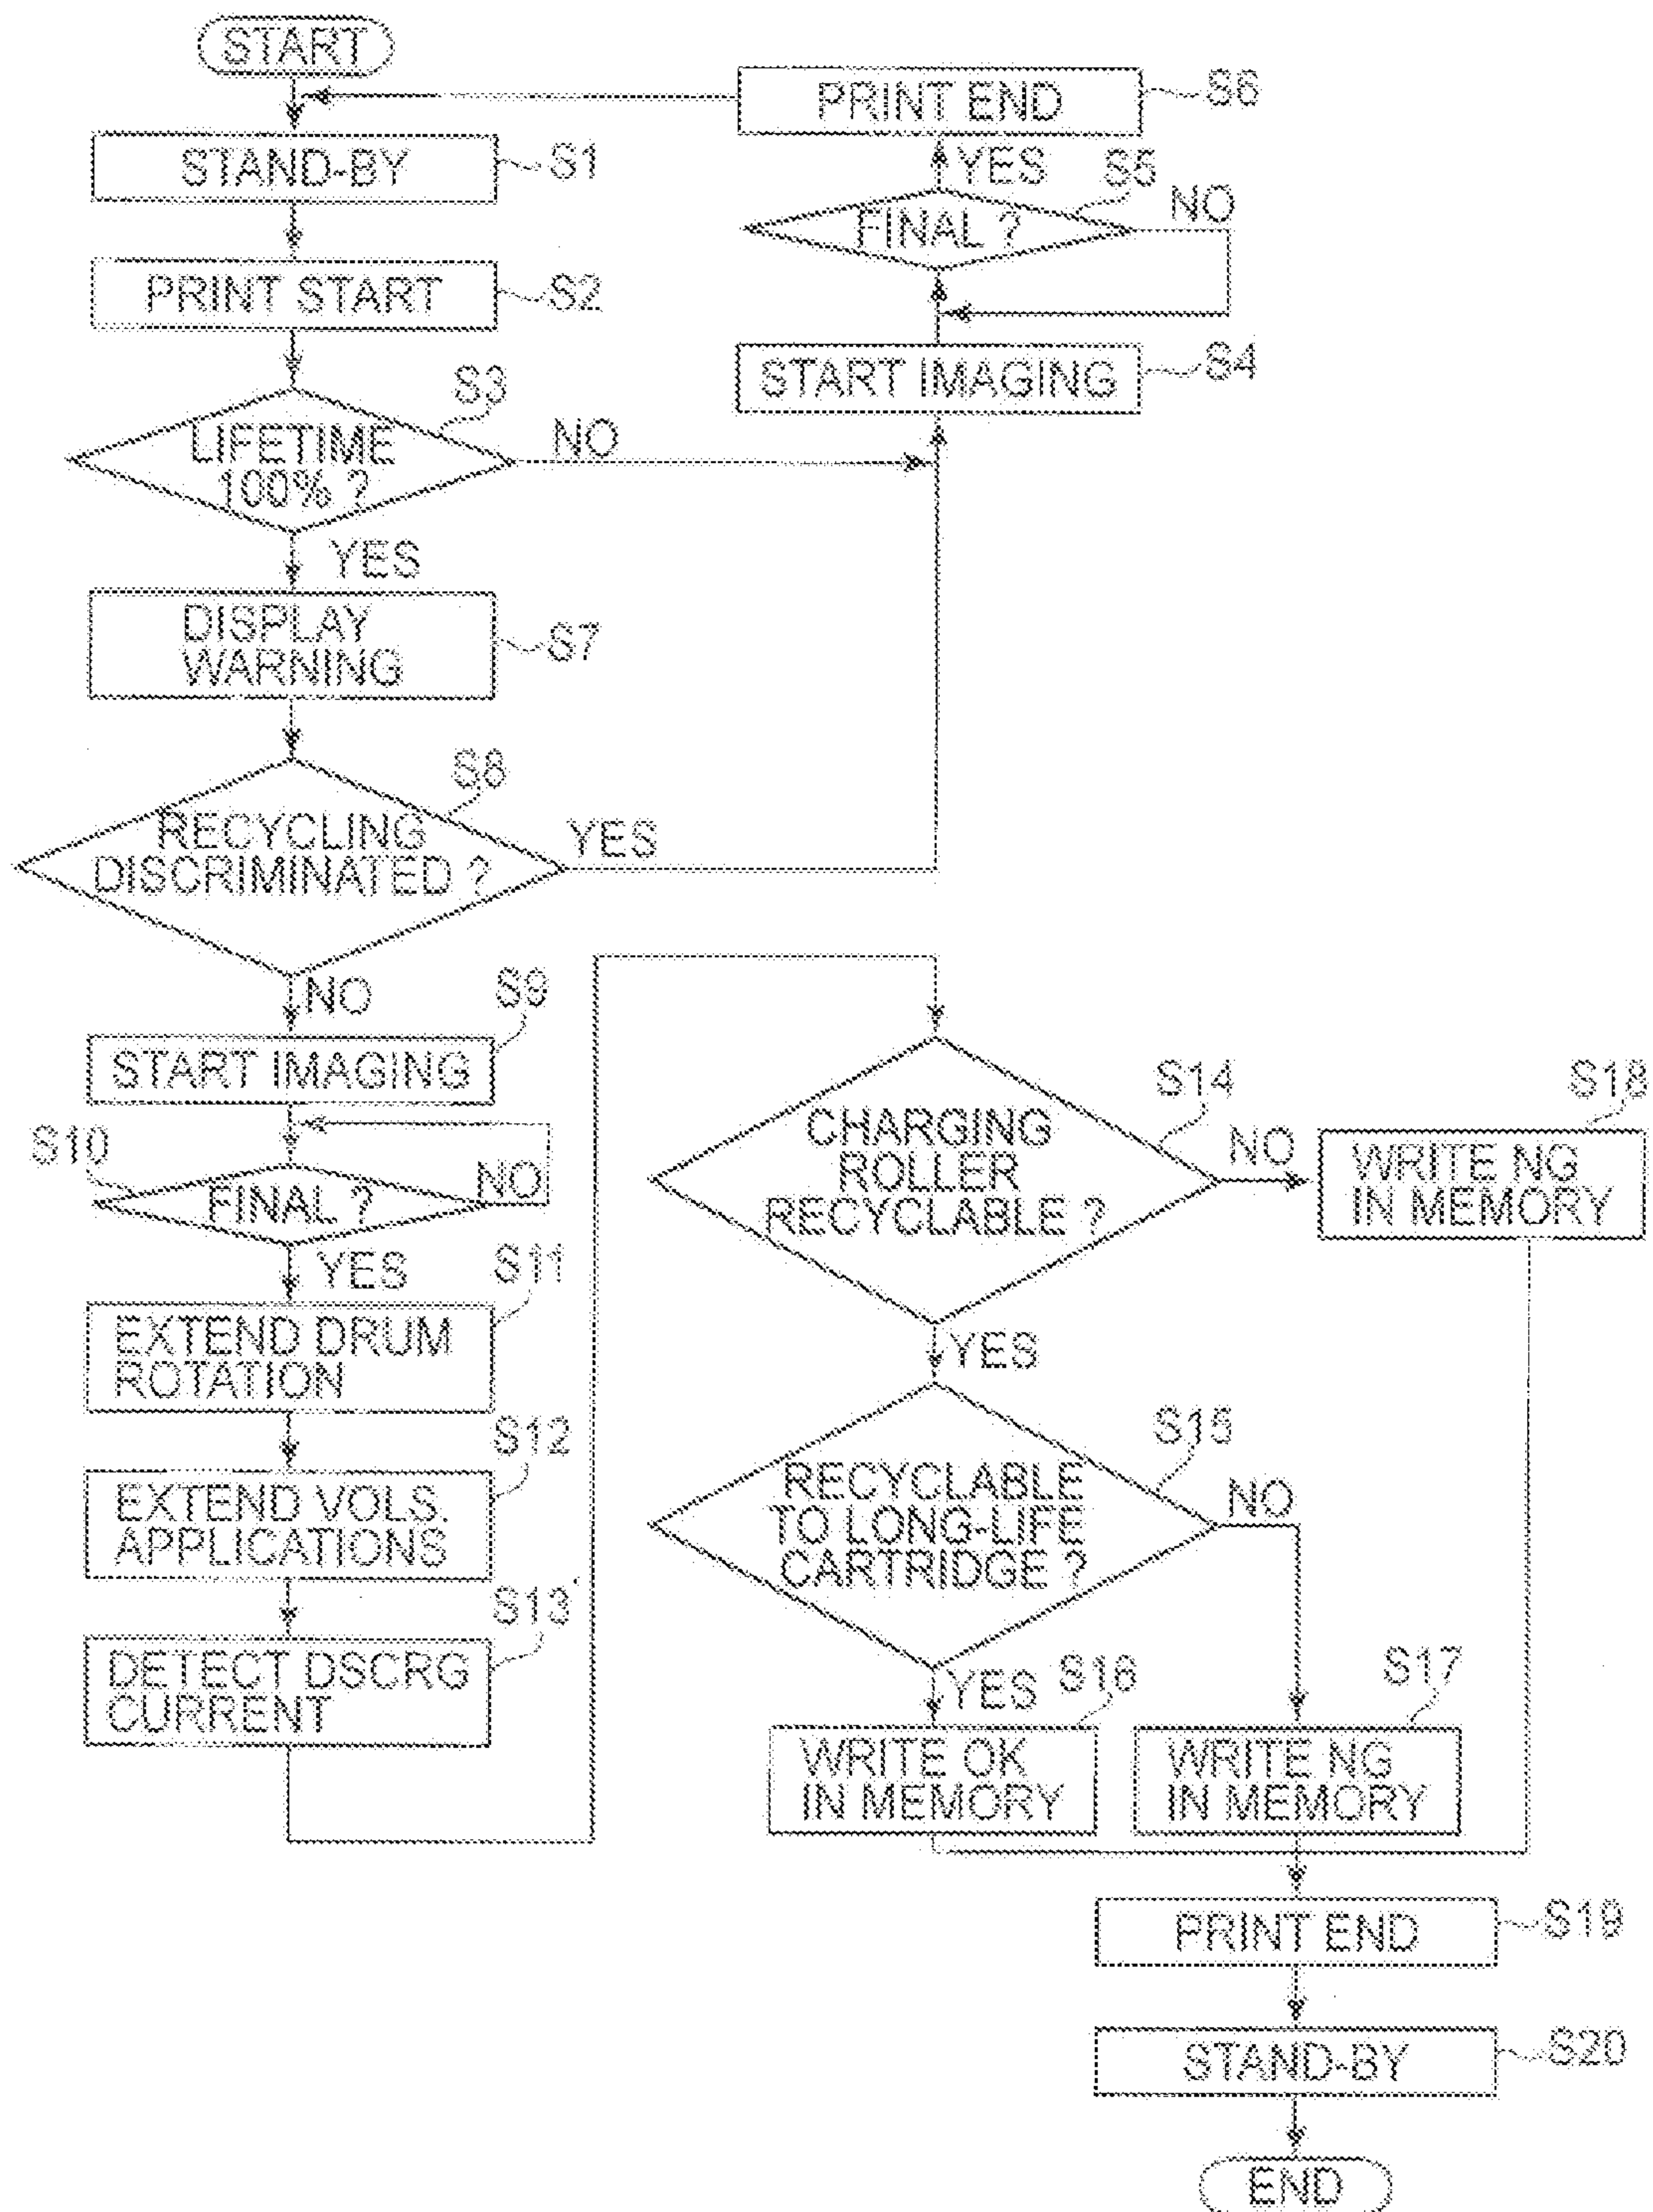 START
STAND-BY
S1
PRINT START
S2
LIFETIME
100% ?
S3
NO
YES
START IMAGING
S4
FINAL ?
S5
NO
YES
PRINT END
S6
DISPLAY
WARNING
S7
RECYCLING
DISCRIMINATED ?
S8
YES
NO
START IMAGING
S9
S10
FINAL ?
NO
YES
EXTEND DRUM
ROTATION
S11
EXTEND VOLS.
APPLICATIONS
S12
DETECT DSCRG
CURRENT
S13
CHARGING
ROLLER
RECYCLABLE ?
S14
NO
WRITE NG
IN MEMORY
S18
YES
RECYCLABLE
TO LONG-LIFE
CARTRIDGE ?
S15
NO
YES
WRITE OK
IN MEMORY
S16
WRITE NG
IN MEMORY
S17
PRINT END
S19
STAND-BY
S20
END